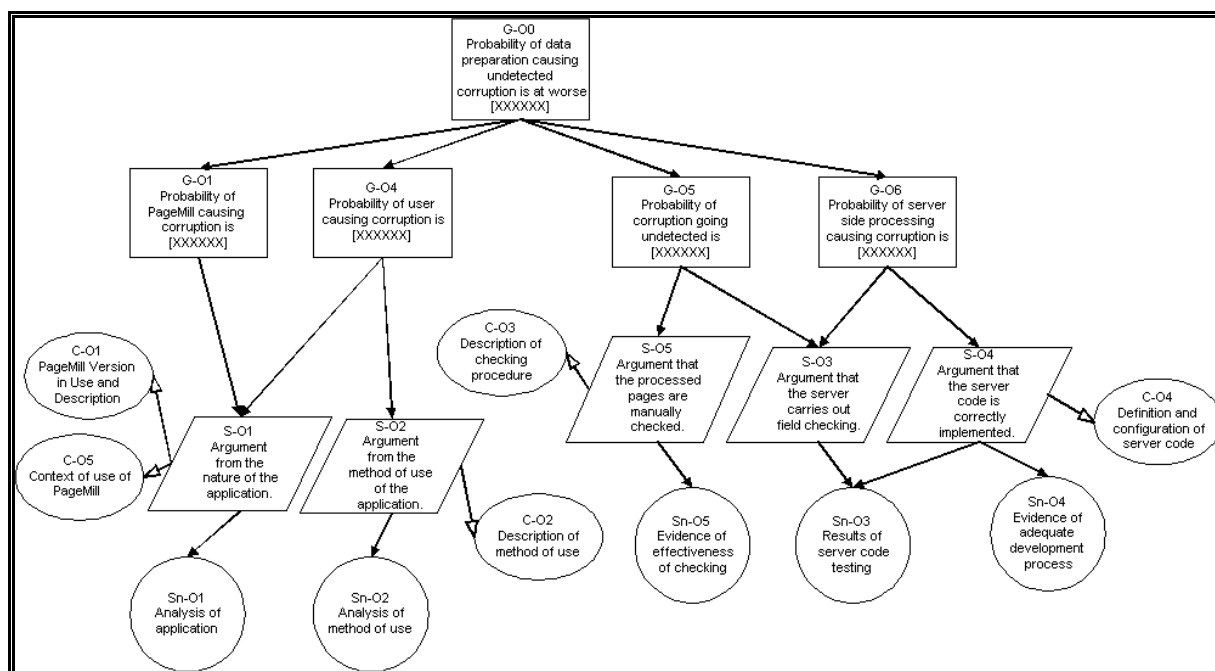 G-O0
Probability of data
preparation causing
undetected
corruption is at worse
[XXXXXX]
G-O1
Probability of
PageMill causing
corruption is
[XXXXXX]
G-O4
Probability of user
causing corruption is
[XXXXXX]
G-O5
Probability of
corruption going
undetected is
[XXXXXX]
G-O6
Probability of server
side processing
causing corruption is
[XXXXXX]
C-O1
PageMill Version
in Use and
Description
C-O5
Context of use of
PageMill
S-O1
Argument
from the
nature of the
application.
S-O2
Argument
from the
method of use
of the
application.
C-O3
Description of
checking
procedure
S-O5
Argument that
the processed
pages are
manually
checked.
S-O3
Argument that
the server
carries out
field checking.
S-O4
Argument that
the server
code is
correctly
implemented.
C-O4
Definition and
configuration of
server code
C-O2
Description of
method of use
Sn-O1
Analysis of
application
Sn-O2
Analysis of
method of use
Sn-O5
Evidence of
effectiveness
of checking
Sn-O3
Results of
server code
testing
Sn-O4
Evidence of
adequate
development
process